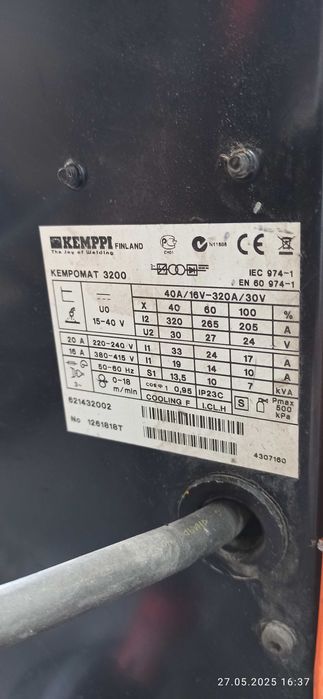 KEMPPI FINLAND
The Joy of Welding
N11508
CE
KEMPOMAT 3200
IEC 974-1
EN 60 974-1
40A/16V-320A/30V
X 40 60 100 %
U0
15-40 V
I2 320 265 205 A
U2 30 27 24 V
20 A 220-240 V I1 33 24 17 A
16 A 380-415 V I1 19 14 10 A
50-60 Hz S1 13,5 10 7 kVA
0-18 m/min
cos φ 1 0,95 IP23C
COOLING F I.CL.H
S
Pmax 500 kPa
621432002
No 1261818T
4307160
27.05.2025 16:37